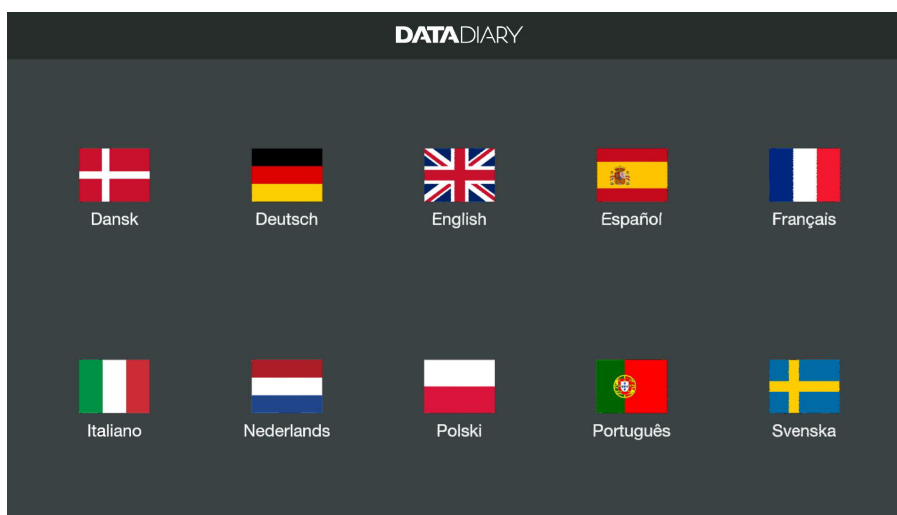 DATADIARY
Dansk
Deutsch
English
Español
Français
Italiano
Nederlands
Polski
Português
Svenska